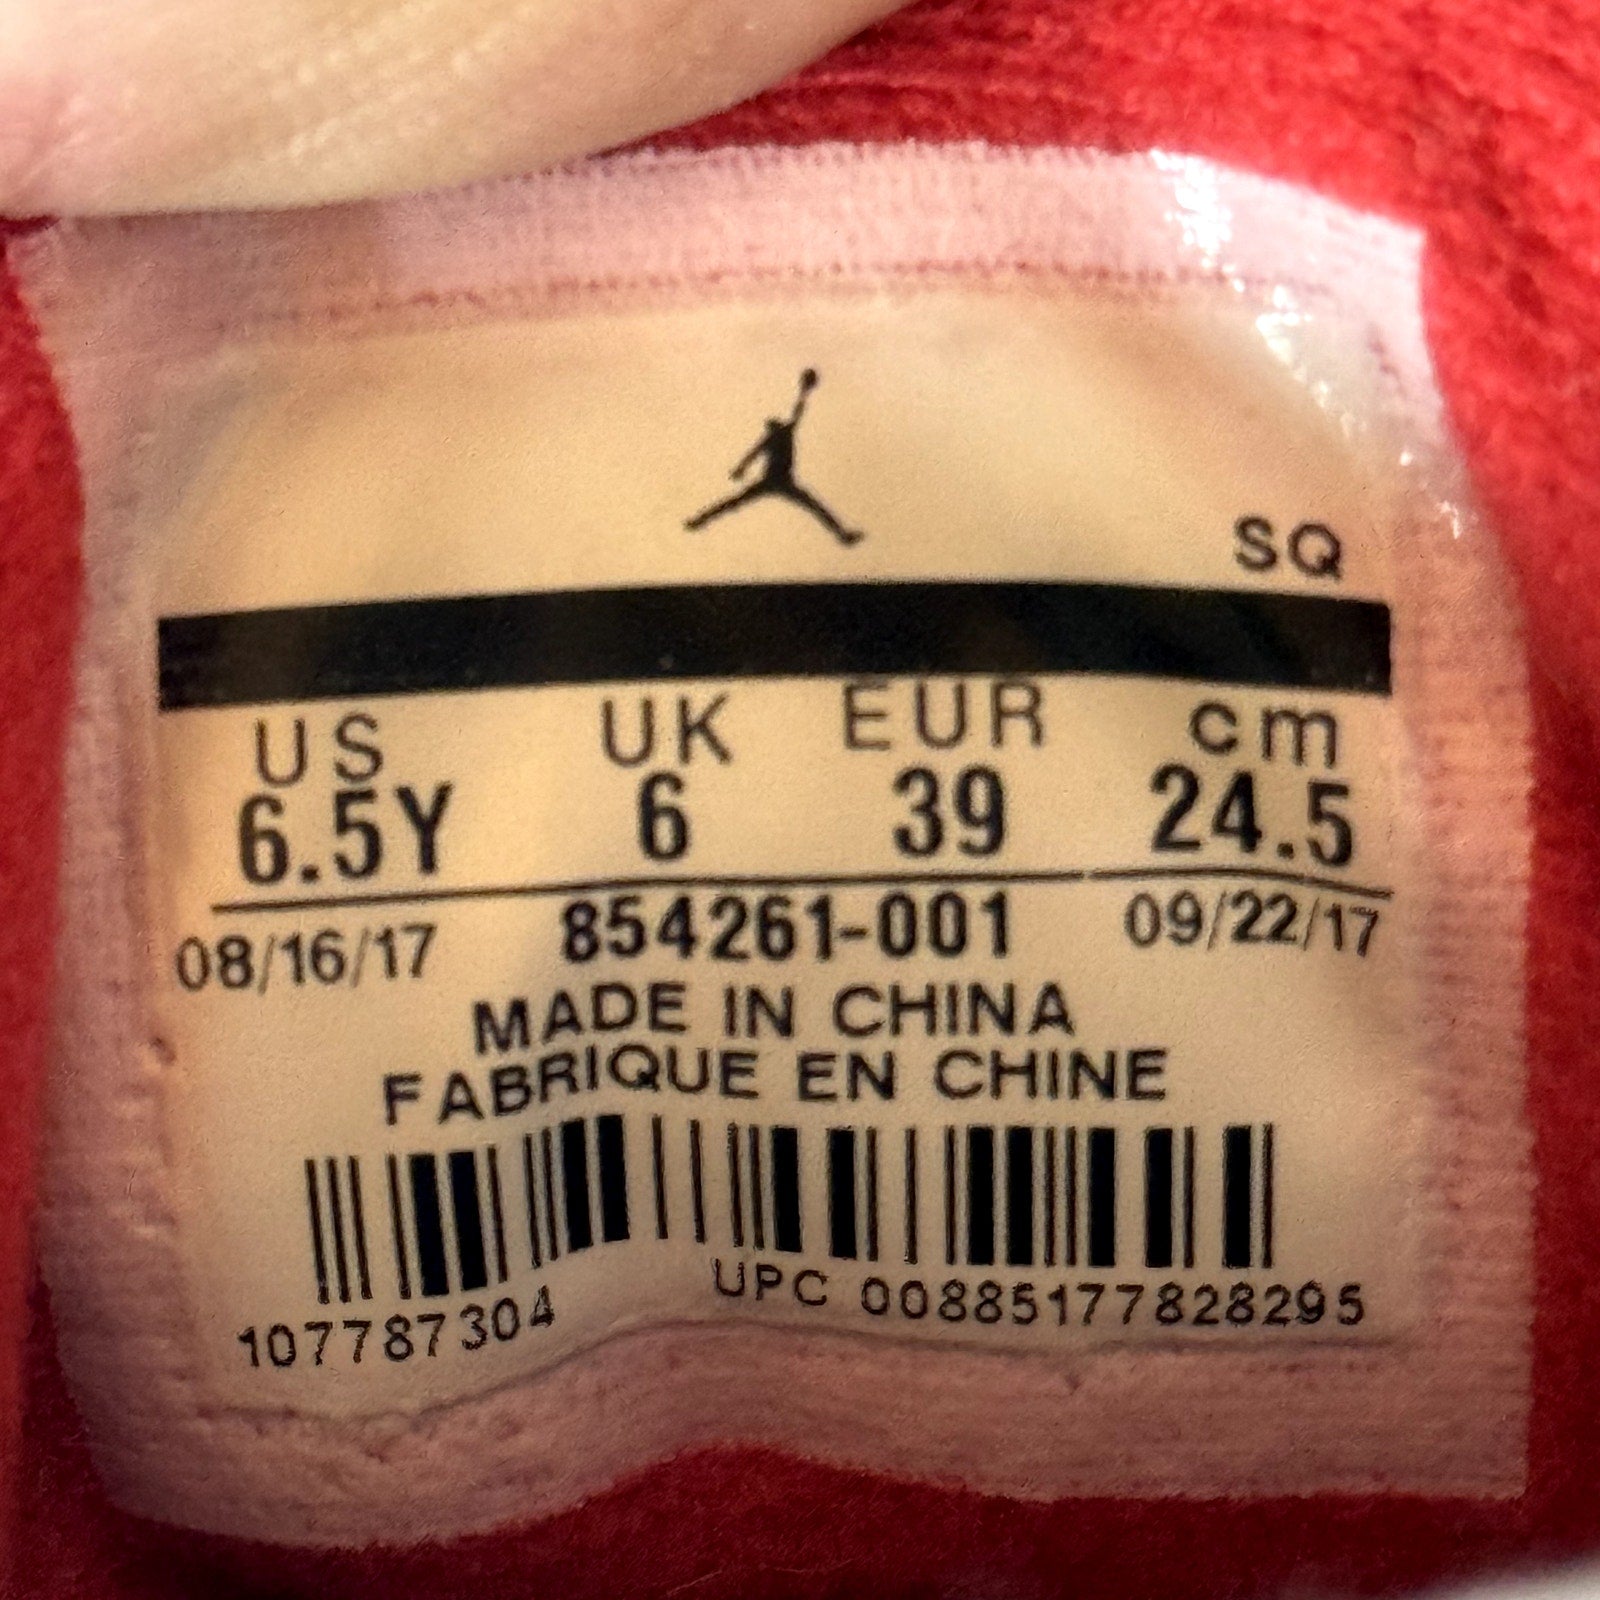 SQ
US UK EUR cm
6.5Y 6 39 24.5
08/16/17 854261-001 09/22/17
MADE IN CHINA
FABRIQUE EN CHINE
107787304 UPC 00885177828295